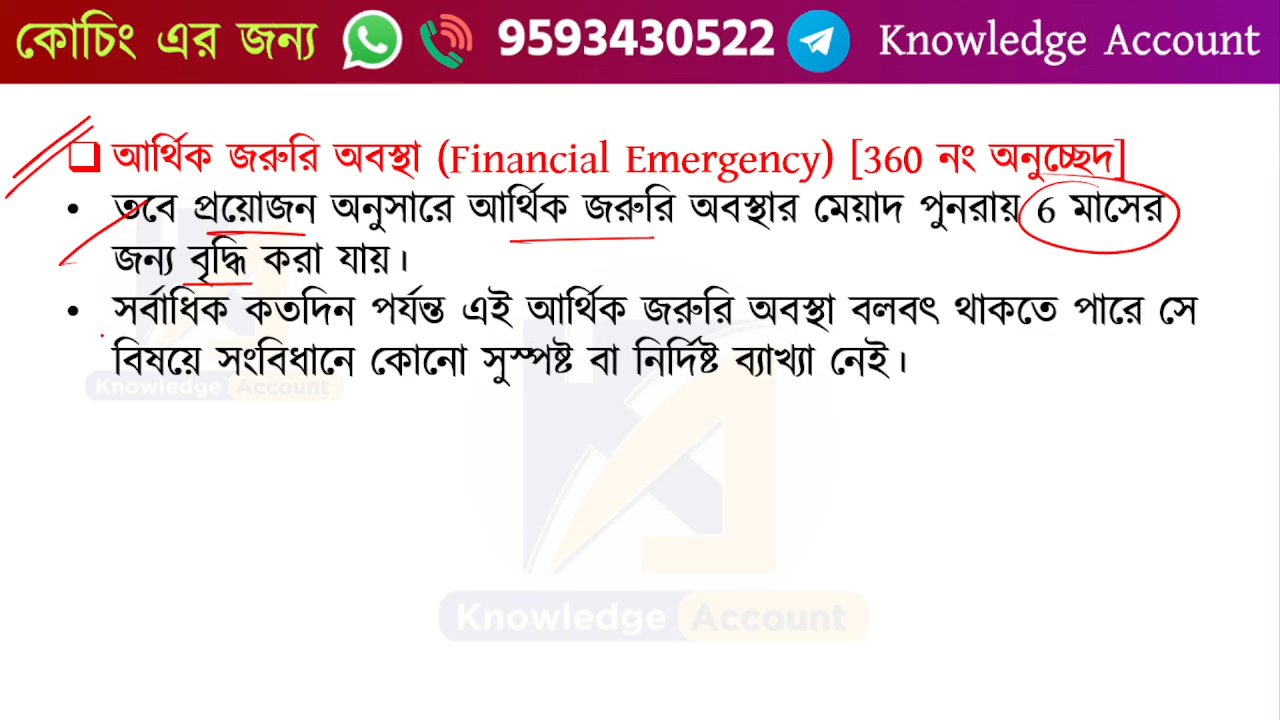 কোচিং এর জন্য 9593430522 Knowledge Account
আর্থিক জরুরি অবস্থা (Financial Emergency) [360 নং অনুচ্ছেদ]
• তবে প্রয়োজন অনুসারে আর্থিক জরুরি অবস্থার মেয়াদ পুনরায় 6 মাসের
জন্য বৃদ্ধি করা যায়।
• সর্বাধিক কতদিন পর্যন্ত এই আর্থিক জরুরি অবস্থা বলবৎ থাকতে পারে সে
বিষয়ে সংবিধানে কোনো সুস্পষ্ট বা নির্দিষ্ট ব্যাখ্যা নেই।
Knowledge Account
Knowledge Account